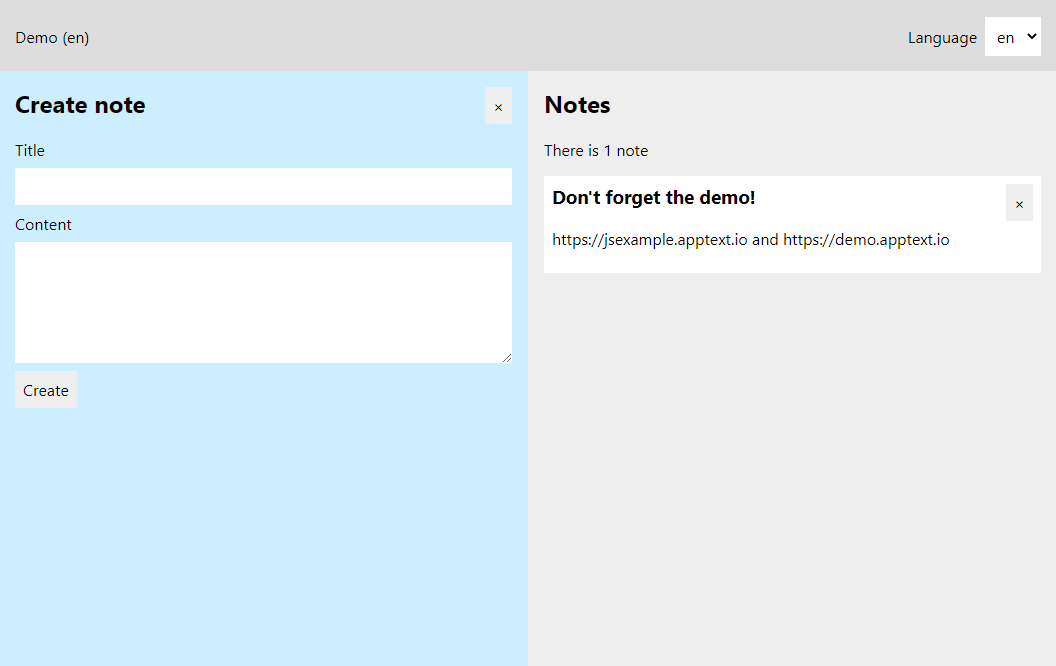 Demo (en)
Language en
Create note
×
Title
Content
Create
Notes
There is 1 note
Don't forget the demo!
×
https://jsexample.apptext.io and https://demo.apptext.io